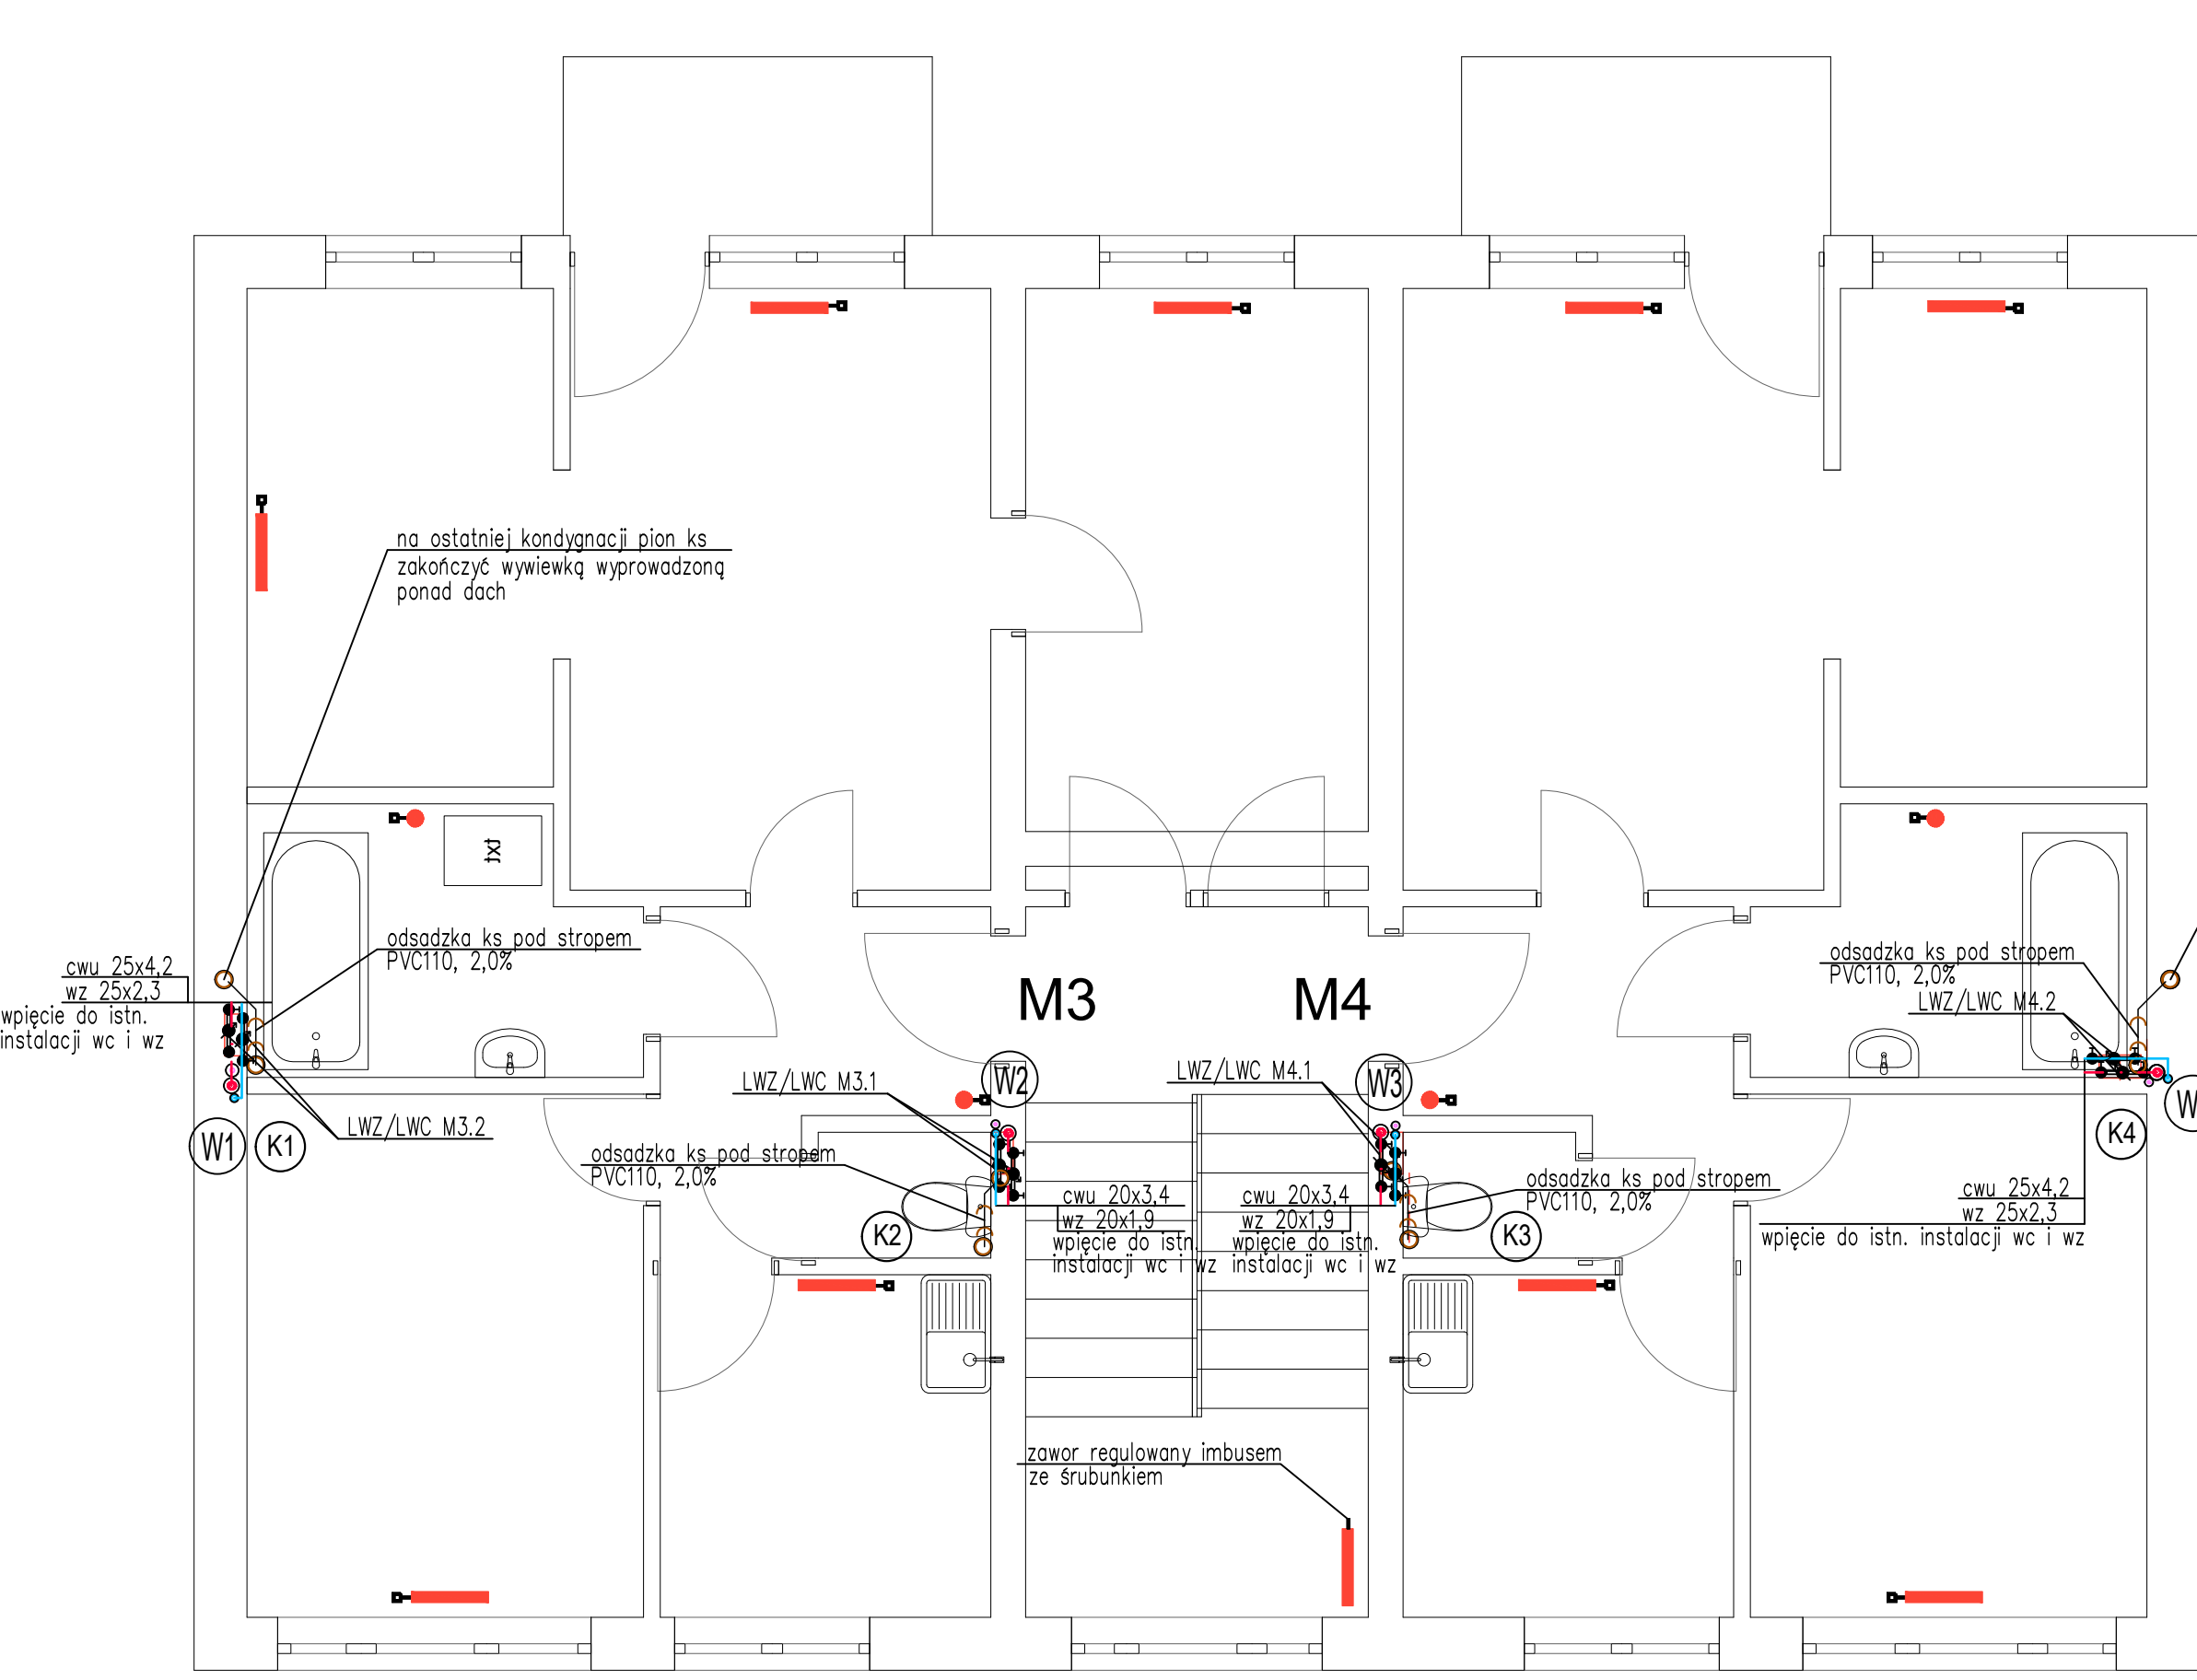 na ostatniej kondygnacji pion ks
zakończyć wywiewką wyprowadzoną
ponad dach
txt
odsadzka ks pod stropem
PVC110, 2,0%
cwu 25x4,2
wz 25x2,3
wpięcie do istn.
instalacji wc i wz
M3
M4
odsadzka ks pod stropem
PVC110, 2,0%
LWZ/LWC M4.2
W2
LWZ/LWC M3.1
LWZ/LWC M4.1
W3
W
W1
K1
LWZ/LWC M3.2
K4
odsadzka ks pod stropem
PVC110, 2,0%
K2
cwu 20x3,4
wz 20x1,9
wpięcie do istn.
instalacji wc i wz
cwu 20x3,4
wz 20x1,9
wpięcie do istn.
instalacji wc i wz
odsadzka ks pod stropem
PVC110, 2,0%
K3
cwu 25x4,2
wz 25x2,3
wpięcie do istn. instalacji wc i wz
zawor regulowany imbusem
ze śrubunkiem